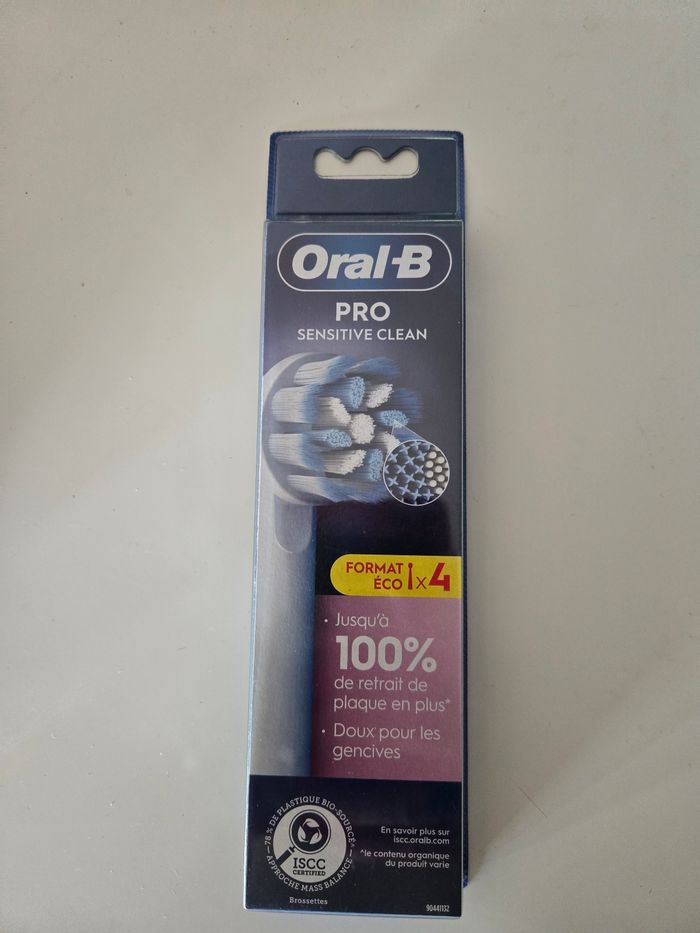 Oral-B
PRO
SENSITIVE CLEAN
FORMAT
ÉCO x4
• Jusqu'à
100%
de retrait de
plaque en plus*
• Doux pour les
gencives
78 % DE PLASTIQUE BIO-SOURCÉ^
ISCC
CERTIFIED
APPROCHE MASS BALANCE
En savoir plus sur
iscc.oralb.com
^le contenu organique
du produit varie
Brossettes
90441132